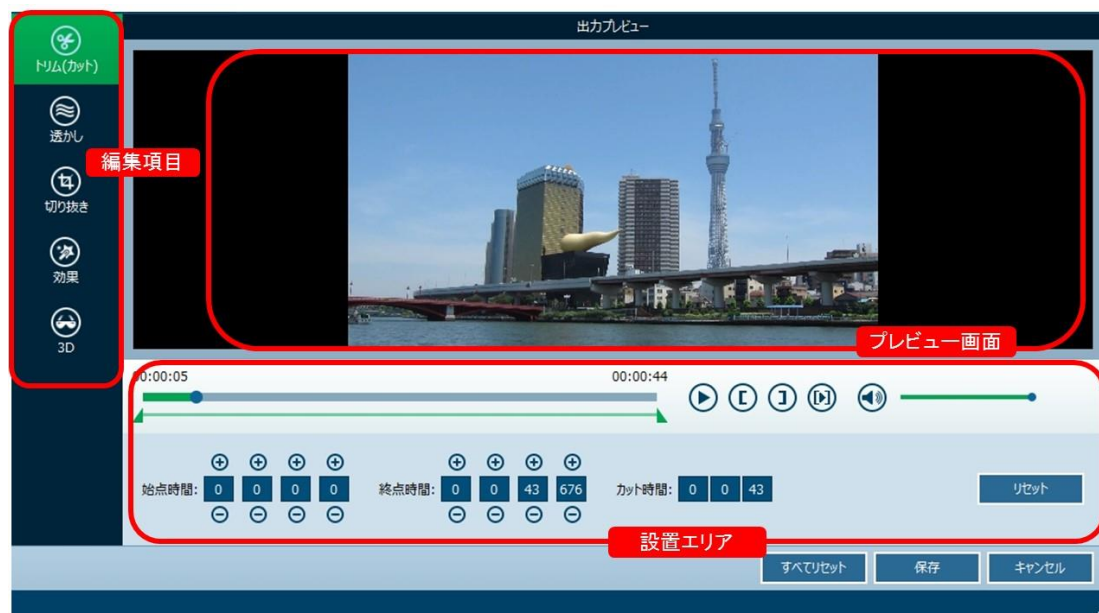 出力プレビュー
トリム(カット)
透かし
編集項目
切り抜き
効果
3D
プレビュー画面
00:00:05
00:00:44
始点時間: 0 0 0 0 終点時間: 0 0 43 676 カット時間: 0 0 43 リセット
設置エリア
すべてリセット 保存 キャンセル